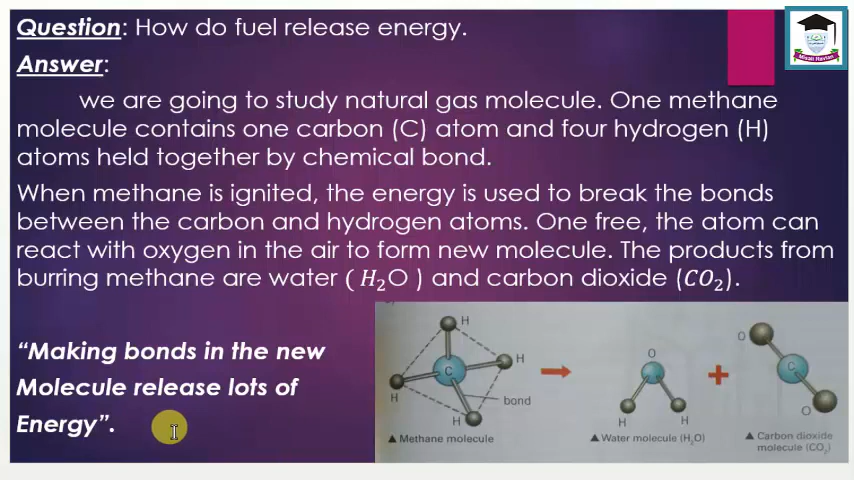 Question: How do fuel release energy.
Answer:
we are going to study natural gas molecule. One methane
molecule contains one carbon (C) atom and four hydrogen (H)
atoms held together by chemical bond.
When methane is ignited, the energy is used to break the bonds
between the carbon and hydrogen atoms. One free, the atom can
react with oxygen in the air to form new molecule. The products from
burring methane are water ( H₂O ) and carbon dioxide (CO₂).
“Making bonds in the new
Molecule release lots of
Energy”.
H
H
C
H
H
bond
▲ Methane molecule
O
H H
▲ Water molecule (H₂O)
O
C
O
▲ Carbon dioxide
molecule (CO₂)